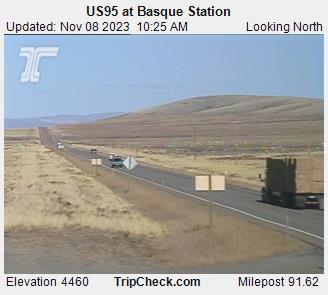 US95 at Basque Station
Updated: Nov 08 2023 10:25 AM Looking North
Elevation 4460 TripCheck.com Milepost 91.62